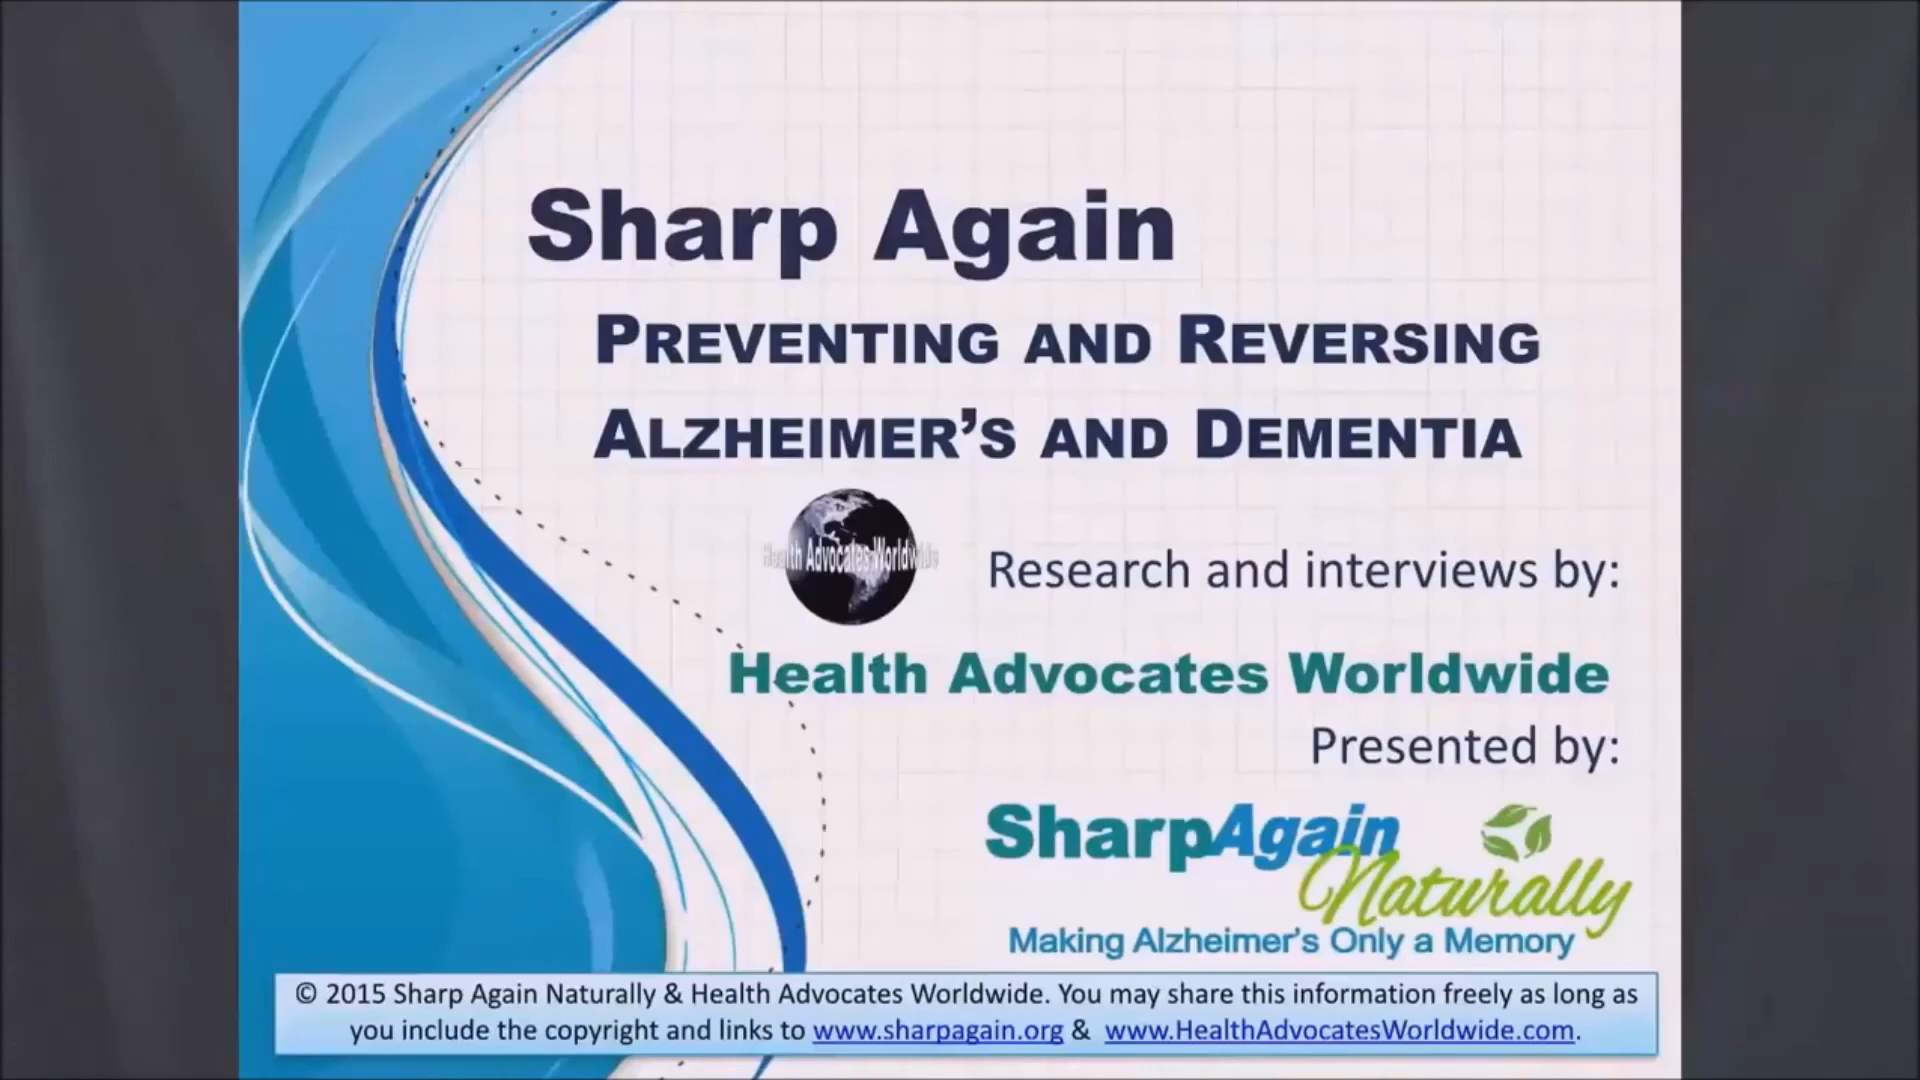 Sharp Again
PREVENTING AND REVERSING
ALZHEIMER'S AND DEMENTIA
Health Advocates Worldwide
Research and interviews by:
Health Advocates Worldwide
Presented by:
SharpAgain
Naturally
Making Alzheimer's Only a Memory
© 2015 Sharp Again Naturally & Health Advocates Worldwide. You may share this information freely as long as
you include the copyright and links to www.sharpagain.org & www.HealthAdvocatesWorldwide.com.